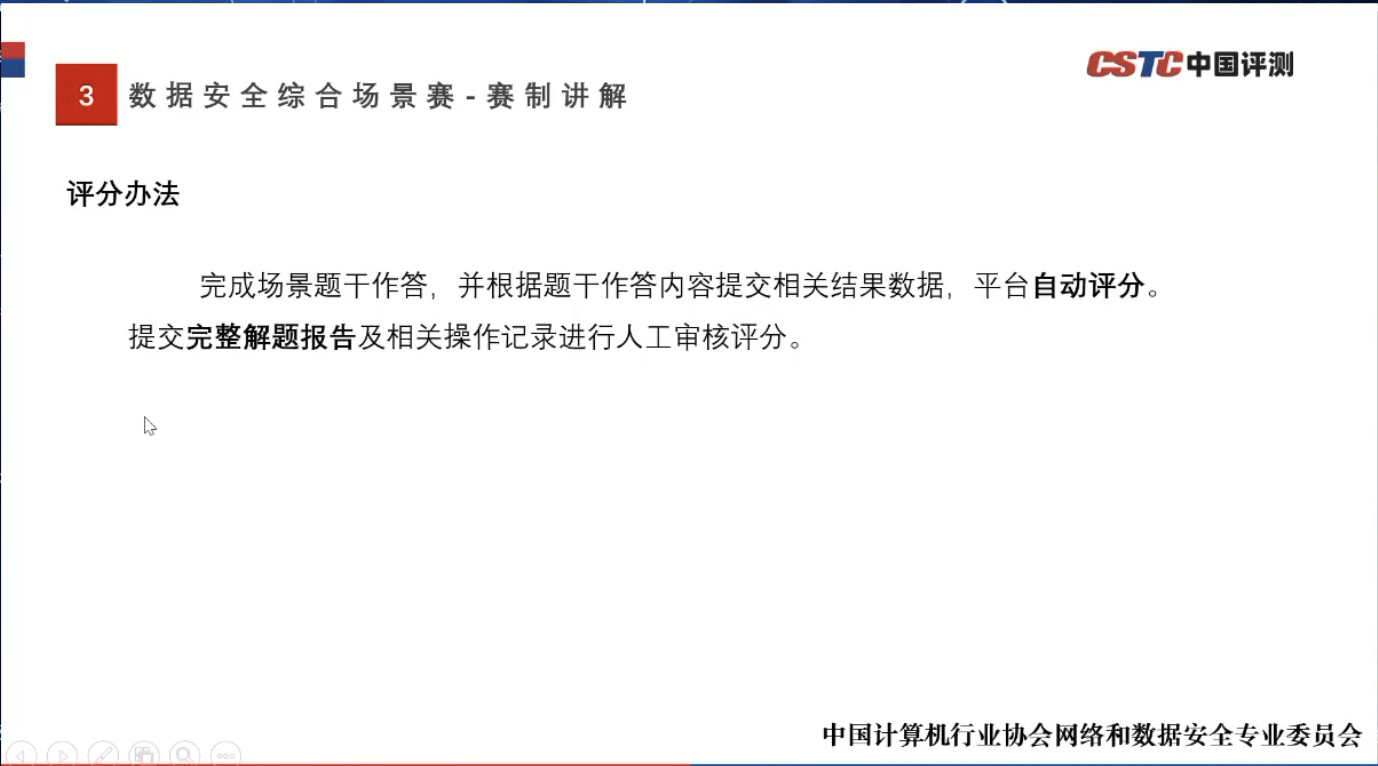 CSTC中国评测
3
数据安全综合场景赛-赛制讲解
评分办法
完成场景题干作答，并根据题干作答内容提交相关结果数据，平台自动评分。
提交完整解题报告及相关操作记录进行人工审核评分。
中国计算机行业协会网络和数据安全专业委员会